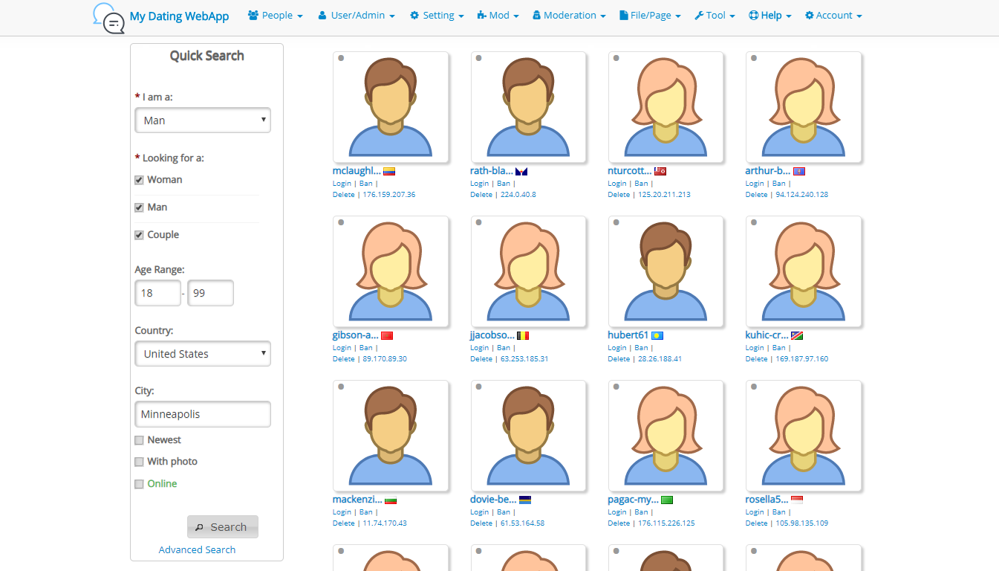 My Dating WebApp People User/Admin Setting Mod Moderation File/Page Tool Help Account
Quick Search
* I am a:
Man
* Looking for a:
Woman
Man
Couple
Age Range:
18 - 99
Country:
United States
City:
Minneapolis
Newest
With photo
Online
Search
Advanced Search
mclaughl... rath-bla... nturcott... arthur-b...
Login | Ban | Login | Ban | Login | Ban | Login | Ban |
Delete | 176.159.207.36 Delete | 224.0.40.8 Delete | 125.20.211.213 Delete | 94.124.240.128
gibson-a... jjacobso... hubert61 kuhic-cr...
Login | Ban | Login | Ban | Login | Ban | Login | Ban |
Delete | 89.170.89.30 Delete | 63.253.185.31 Delete | 28.26.188.41 Delete | 169.187.97.160
mackenzi... dovie-be... pagac-my... rosella5...
Login | Ban | Login | Ban | Login | Ban | Login | Ban |
Delete | 11.74.170.43 Delete | 61.53.164.58 Delete | 176.115.226.125 Delete | 105.98.135.109